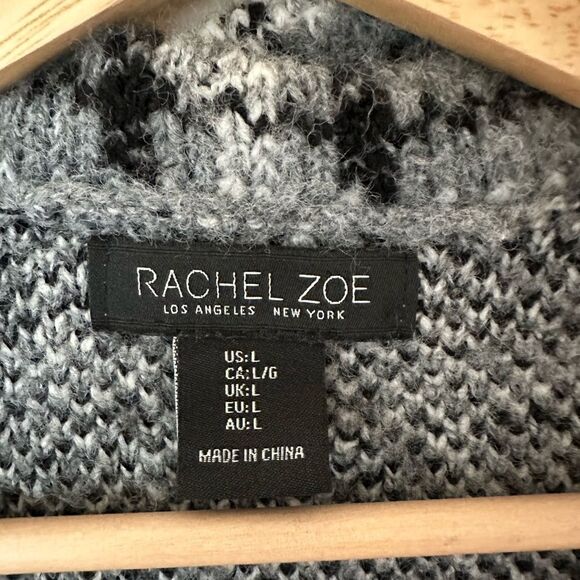 RACHEL ZOE
LOS ANGELES NEW YORK
US:L
CA:L/G
UK:L
EU:L
AU:L
MADE IN CHINA